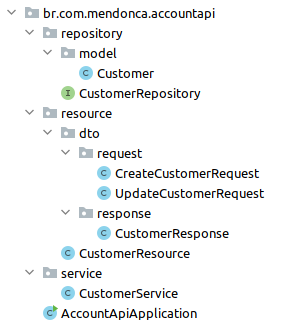 br.com.mendonca.accountapi
repository
model
Customer
CustomerRepository
resource
dto
request
CreateCustomerRequest
UpdateCustomerRequest
response
CustomerResponse
CustomerResource
service
CustomerService
AccountApiApplication